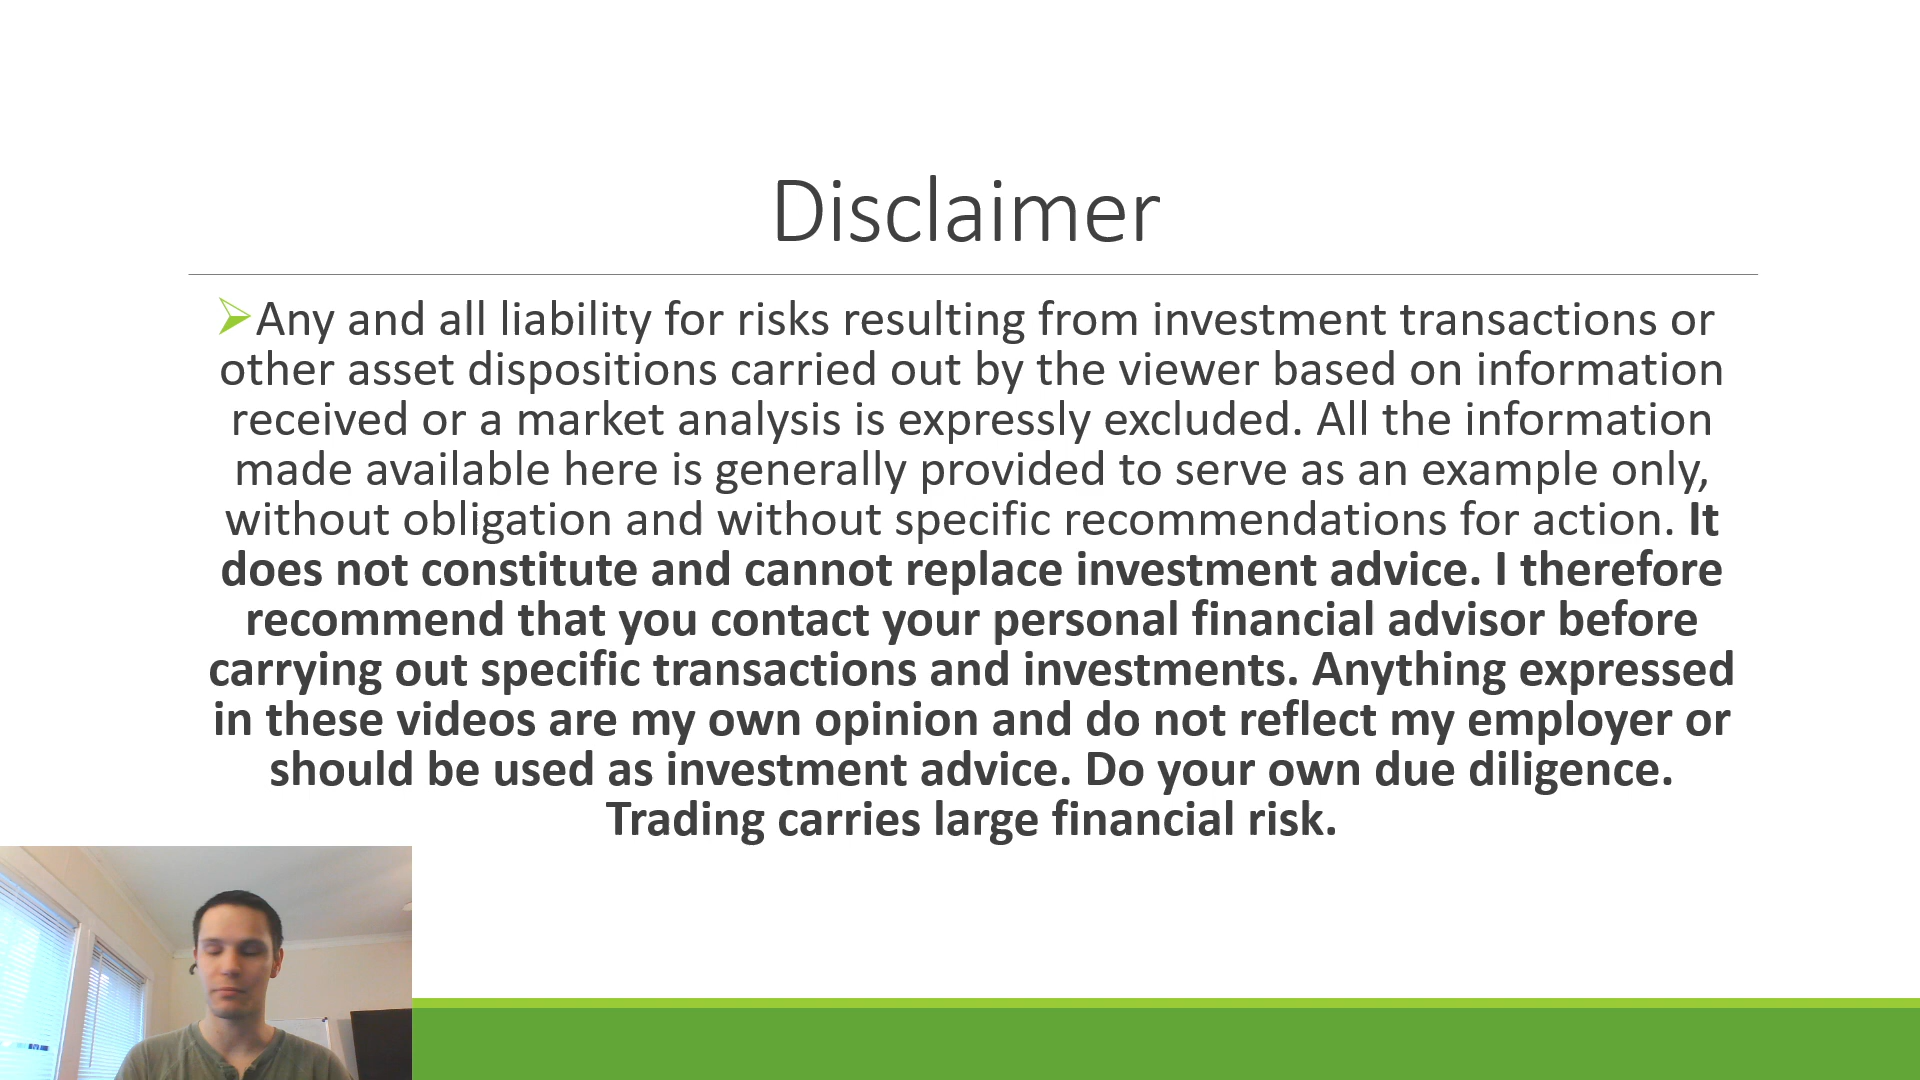 Disclaimer
Any and all liability for risks resulting from investment transactions or
other asset dispositions carried out by the viewer based on information
received or a market analysis is expressly excluded. All the information
made available here is generally provided to serve as an example only,
without obligation and without specific recommendations for action. It
does not constitute and cannot replace investment advice. I therefore
recommend that you contact your personal financial advisor before
carrying out specific transactions and investments. Anything expressed
in these videos are my own opinion and do not reflect my employer or
should be used as investment advice. Do your own due diligence.
Trading carries large financial risk.